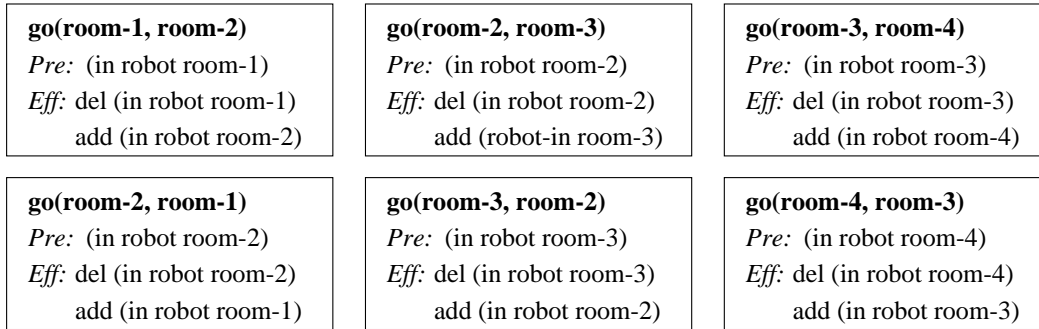 go(room-1, room-2)
Pre: (in robot room-1)
Eff: del (in robot room-1)
add (in robot room-2)
go(room-2, room-3)
Pre: (in robot room-2)
Eff: del (in robot room-2)
add (robot-in room-3)
go(room-3, room-4)
Pre: (in robot room-3)
Eff: del (in robot room-3)
add (in robot room-4)
go(room-2, room-1)
Pre: (in robot room-2)
Eff: del (in robot room-2)
add (in robot room-1)
go(room-3, room-2)
Pre: (in robot room-3)
Eff: del (in robot room-3)
add (in robot room-2)
go(room-4, room-3)
Pre: (in robot room-4)
Eff: del (in robot room-4)
add (in robot room-3)